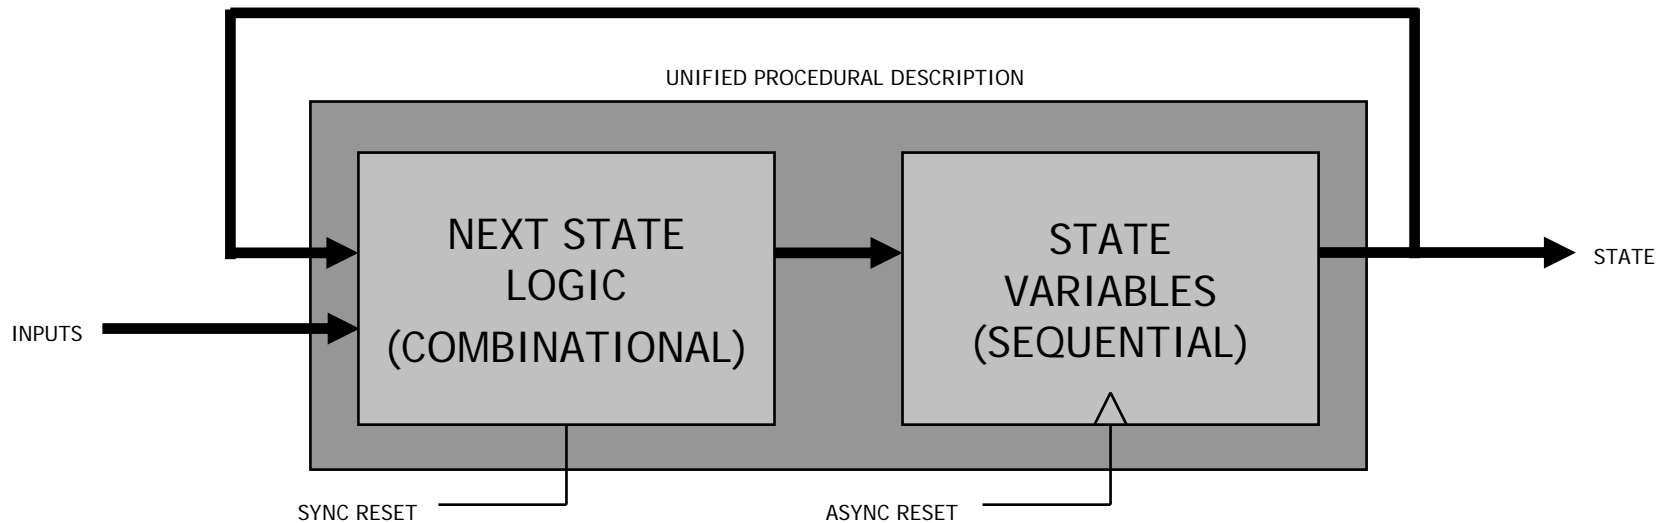 UNIFIED PROCEDURAL DESCRIPTION
NEXT STATE
LOGIC
(COMBINATIONAL)
STATE
VARIABLES
(SEQUENTIAL)
STATE
INPUTS
SYNC RESET
ASYNC RESET